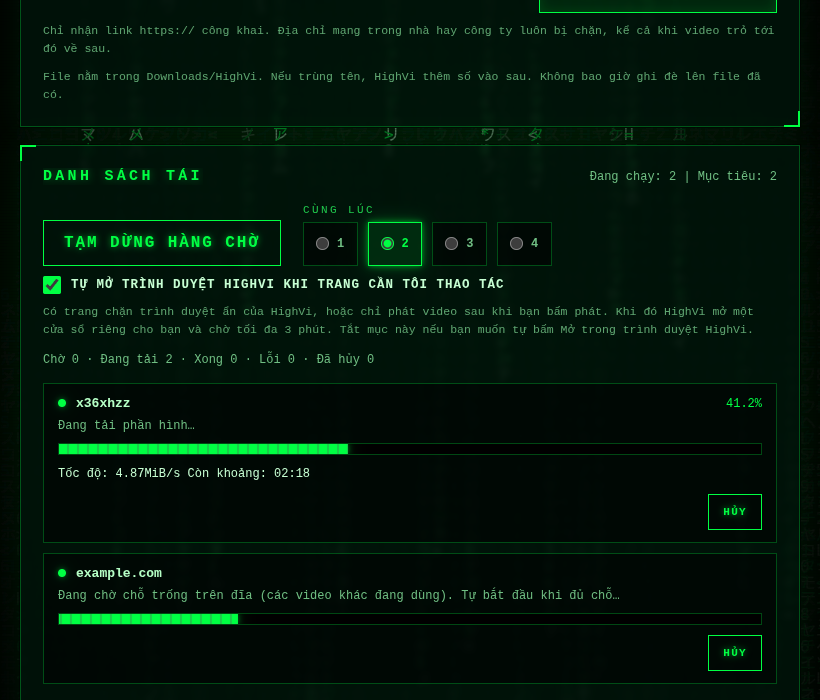 Chỉ nhận link https:// công khai. Địa chỉ mạng trong nhà hay công ty luôn bị chặn, kể cả khi video trỏ tới
đó về sau.
File nằm trong Downloads/HighVi. Nếu trùng tên, HighVi thêm số vào sau. Không bao giờ ghi đè lên file đã
có.
DANH SÁCH TẢI
Đang chạy: 2 | Mục tiêu: 2
CÙNG LÚC
TẠM DỪNG HÀNG CHỜ
1
2
3
4
TỰ MỞ TRÌNH DUYỆT HIGHVI KHI TRANG CẦN TÔI THAO TÁC
Có trang chặn trình duyệt ẩn của HighVi, hoặc chỉ phát video sau khi bạn bấm phát. Khi đó HighVi mở một
cửa sổ riêng cho bạn và chờ tối đa 3 phút. Tắt mục này nếu bạn muốn tự bấm Mở trong trình duyệt HighVi.
Chờ 0 · Đang tải 2 · Xong 0 · Lỗi 0 · Đã hủy 0
x36xhzz
41.2%
Đang tải phần hình…
Tốc độ: 4.87MiB/s Còn khoảng: 02:18
HỦY
example.com
Đang chờ chỗ trống trên đĩa (các video khác đang dùng). Tự bắt đầu khi đủ chỗ…
HỦY